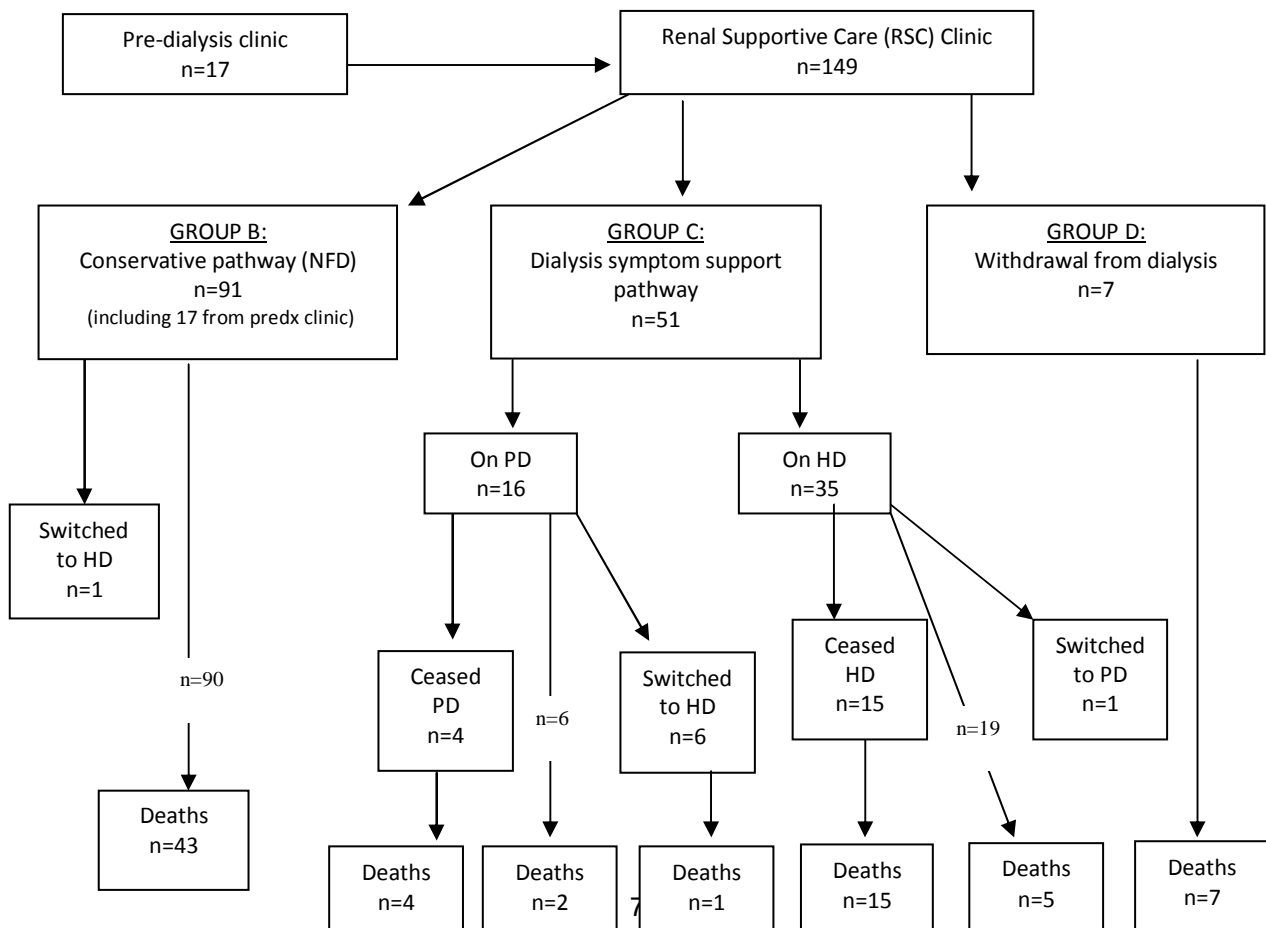 Pre-dialysis clinic
n=17
Renal Supportive Care (RSC) Clinic
n=149
GROUP B:
Conservative pathway (NFD)
n=91
(including 17 from predx clinic)
GROUP C:
Dialysis symptom support
pathway
n=51
GROUP D:
Withdrawal from dialysis
n=7
On PD
n=16
On HD
n=35
Switched
to HD
n=1
n=90
Ceased
PD
n=4
n=6
Switched
to HD
n=6
Ceased
HD
n=15
n=19
Switched
to PD
n=1
Deaths
n=43
Deaths
n=4
Deaths
n=2
7
Deaths
n=1
Deaths
n=15
Deaths
n=5
Deaths
n=7